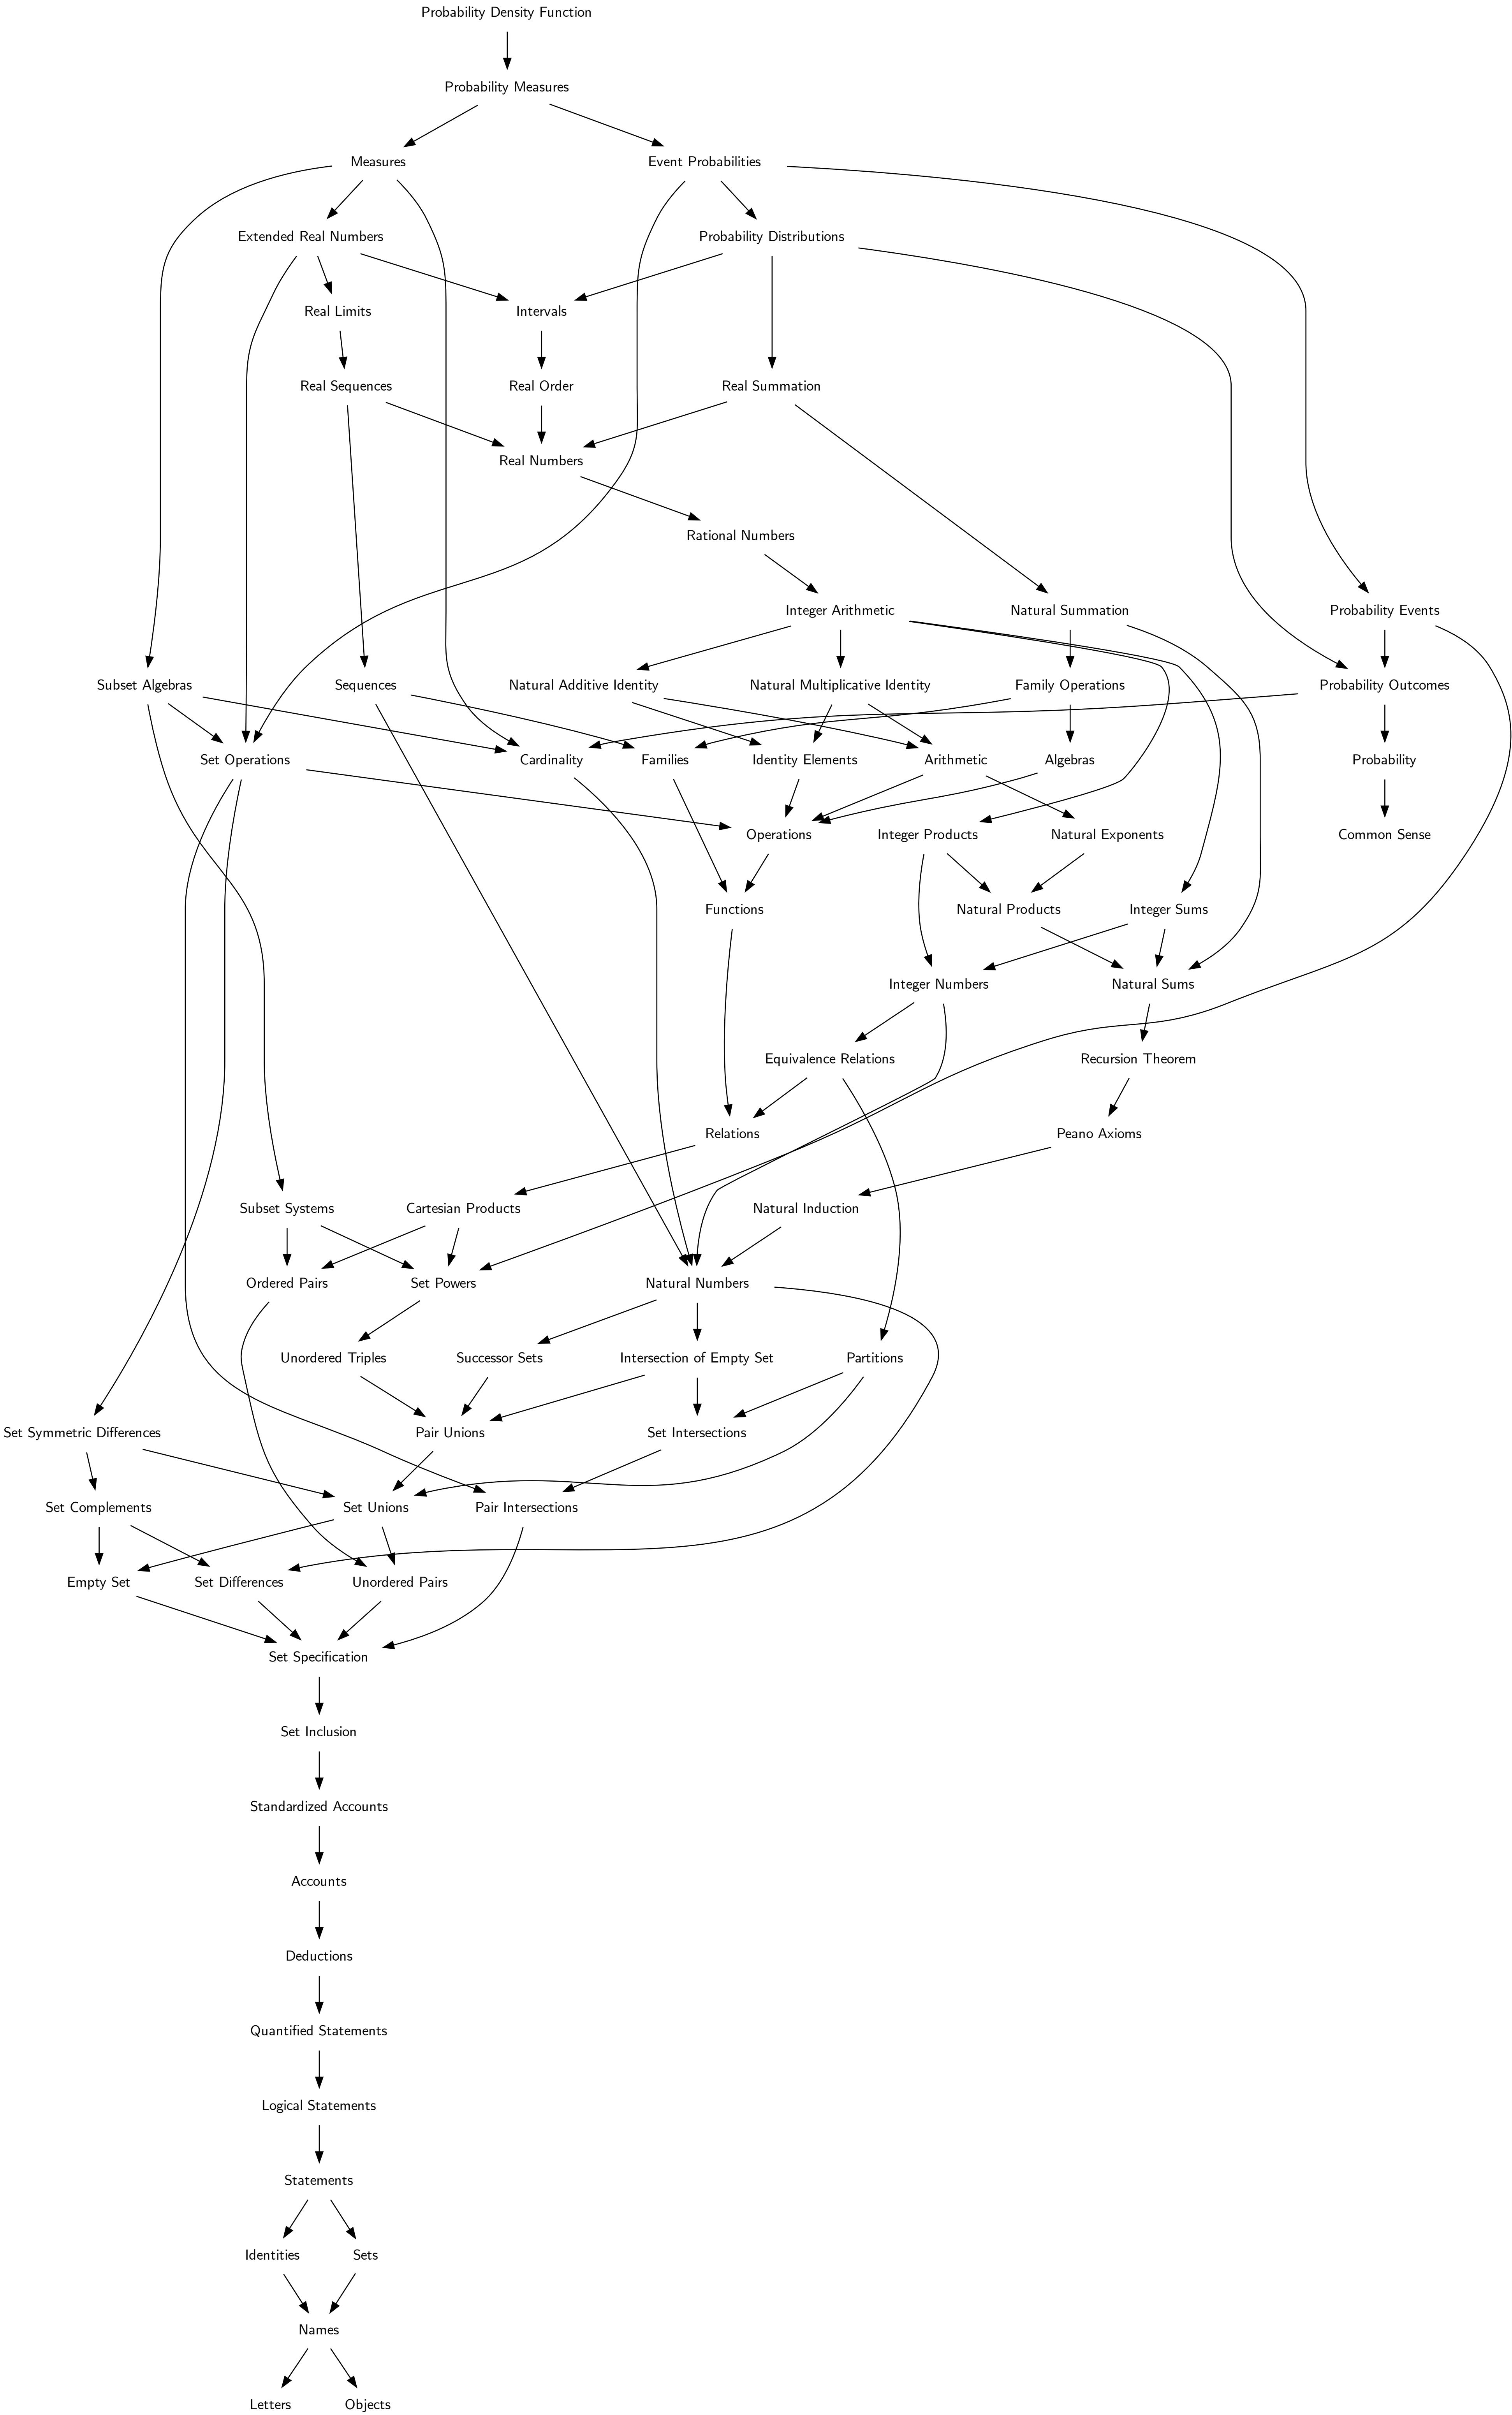 Probability Density Function
Probability Measures
Measures
Event Probabilities
Extended Real Numbers
Probability Distributions
Real Limits
Intervals
Real Sequences
Real Order
Real Summation
Real Numbers
Rational Numbers
Integer Arithmetic
Natural Summation
Probability Events
Subset Algebras
Sequences
Natural Additive Identity
Natural Multiplicative Identity
Family Operations
Probability Outcomes
Set Operations
Cardinality
Families
Identity Elements
Arithmetic
Algebras
Probability
Operations
Integer Products
Natural Exponents
Common Sense
Functions
Natural Products
Integer Sums
Integer Numbers
Natural Sums
Equivalence Relations
Recursion Theorem
Relations
Peano Axioms
Subset Systems
Cartesian Products
Natural Induction
Ordered Pairs
Set Powers
Natural Numbers
Unordered Triples
Successor Sets
Intersection of Empty Set
Partitions
Set Symmetric Differences
Pair Unions
Set Intersections
Set Complements
Set Unions
Pair Intersections
Empty Set
Set Differences
Unordered Pairs
Set Specification
Set Inclusion
Standardized Accounts
Accounts
Deductions
Quantified Statements
Logical Statements
Statements
Identities
Sets
Names
Letters
Objects